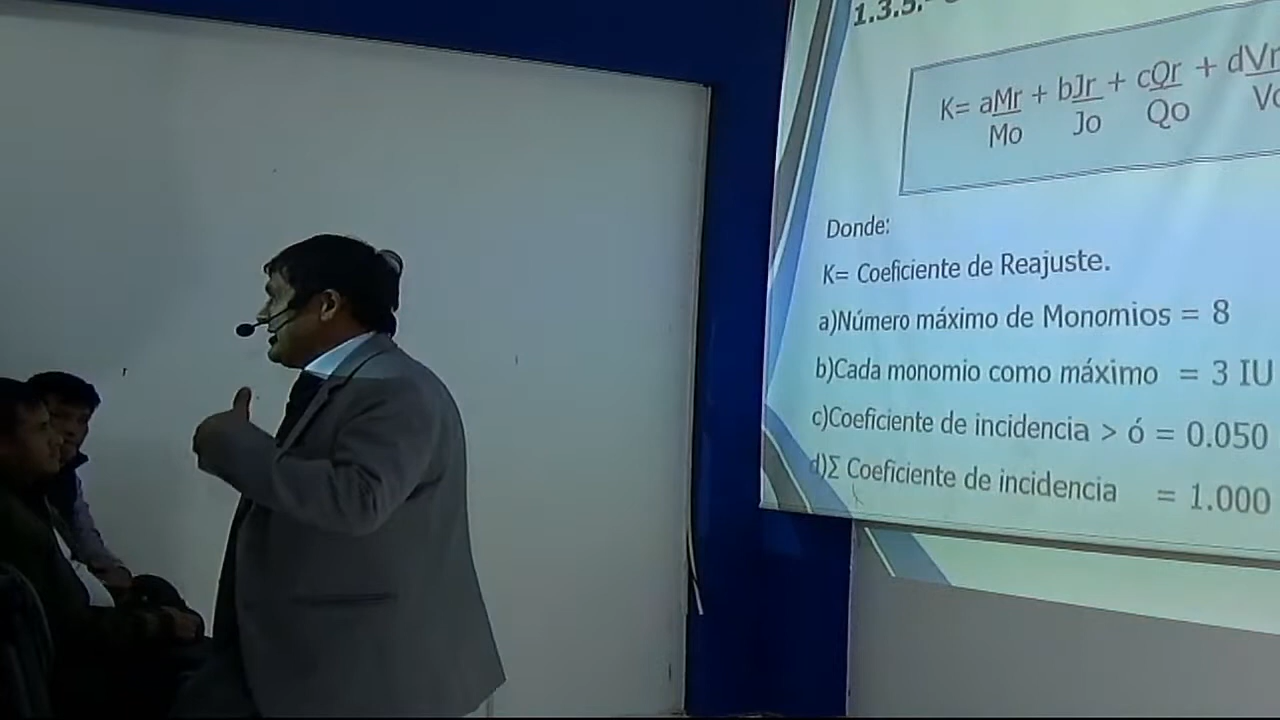 1.3.5.-
K= aMr + bJr + cQr + dVr
Mo Jo Qo Vo
Donde:
K= Coeficiente de Reajuste.
a)Número máximo de Monomios = 8
b)Cada monomio como máximo = 3 IU
c)Coeficiente de incidencia > ó = 0.050
d)Σ Coeficiente de incidencia = 1.000